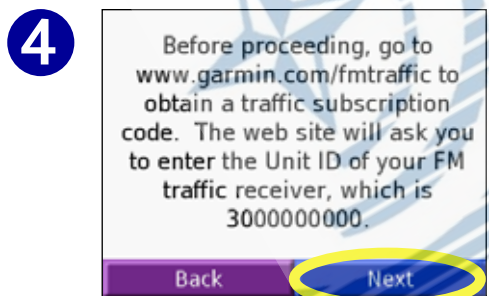 4
Before proceeding, go to
www.garmin.com/fmtraffic to
obtain a traffic subscription
code. The web site will ask you
to enter the Unit ID of your FM
traffic receiver, which is
3000000000.
Back Next